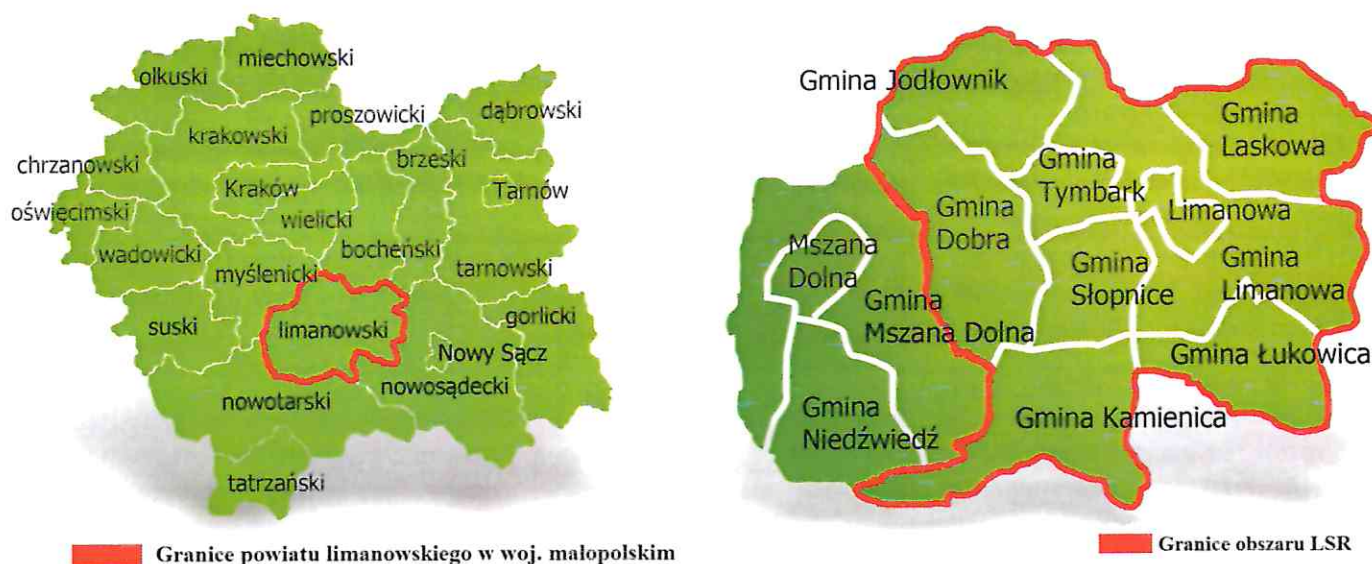 miechowski
olkuski
proszowicki
dąbrowski
krakowski
brzeski
chrzanowski
Kraków
Tarnów
oświęcimski
wielicki
wadowicki
bocheński
myślenicki
tarnowski
suski
limanowski
gorlicki
Nowy Sącz
nowosądecki
nowotarski
tatrzański
Granice powiatu limanowskiego w woj. małopolskim
Gmina Jodłownik
Gmina
Laskowa
Gmina
Tymbark
Limanowa
Gmina
Dobra
Mszana
Dolna
Gmina
Słopnice
Gmina
Limanowa
Gmina
Mszana Dolna
Gmina Łukowica
Gmina
Niedźwiedź
Gmina Kamienica
Granice obszaru LSR